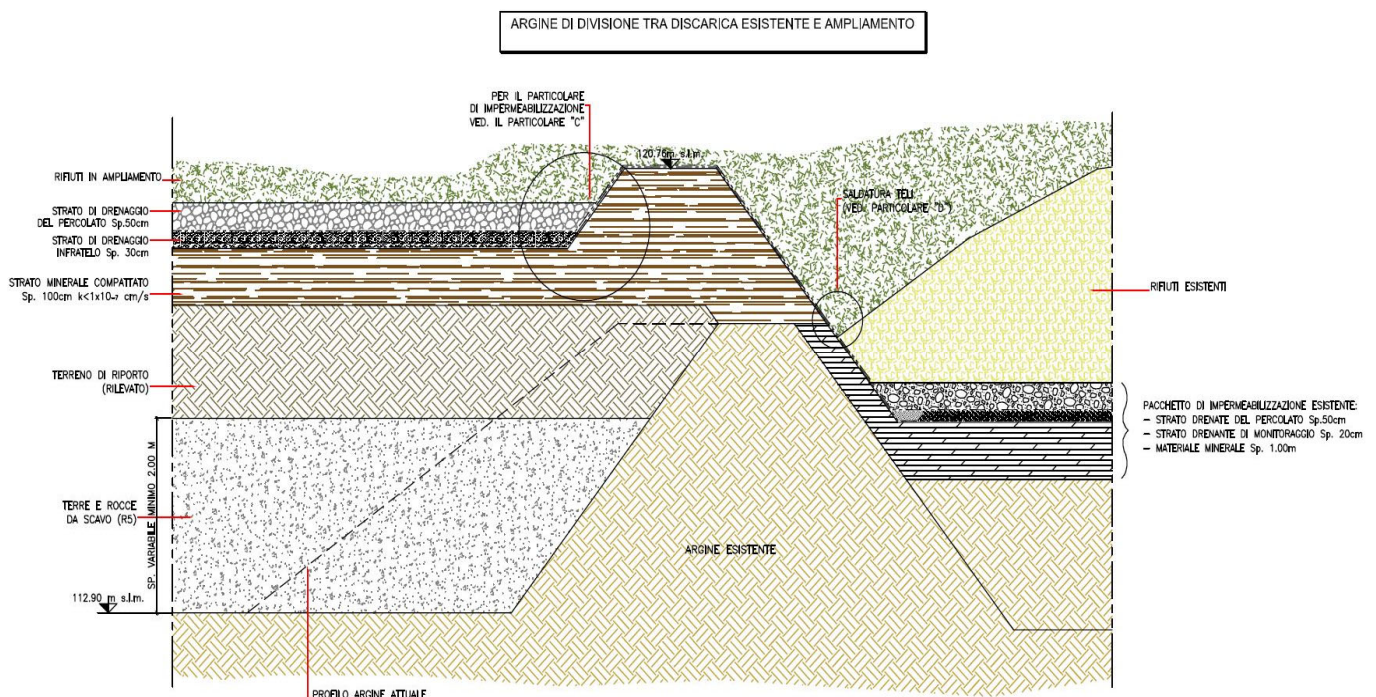 ARGINE DI DIVISIONE TRA DISCARICA ESISTENTE E AMPLIAMENTO
PER IL PARTICOLARE
DI IMPERMEABILIZZAZIONE
VED. IL PARTICOLARE "C"
120.76m s.l.m.
RIFIUTI IN AMPLIAMENTO
SALDATURA TELI
(VED. PARTICOLARE "D")
STRATO DI DRENAGGIO
DEL PERCOLATO Sp.50cm
STRATO DI DRENAGGIO
INFRATELO Sp. 30cm
STRATO MINERALE COMPATTATO
Sp. 100cm k<1x10-7 cm/s
RIFIUTI ESISTENTI
TERRENO DI RIPORTO
(RILEVATO)
PACCHETTO DI IMPERMEABILIZZAZIONE ESISTENTE:
– STRATO DRENATE DEL PERCOLATO Sp.50cm
– STRATO DRENANTE DI MONITORAGGIO Sp. 20cm
– MATERIALE MINERALE Sp. 1.00m
SP. VARIABILE MINIMO 2.00 M
TERRE E ROCCE
DA SCAVO (R5)
ARGINE ESISTENTE
112.90 m s.l.m.
PROFILO ARGINE ATTUALE